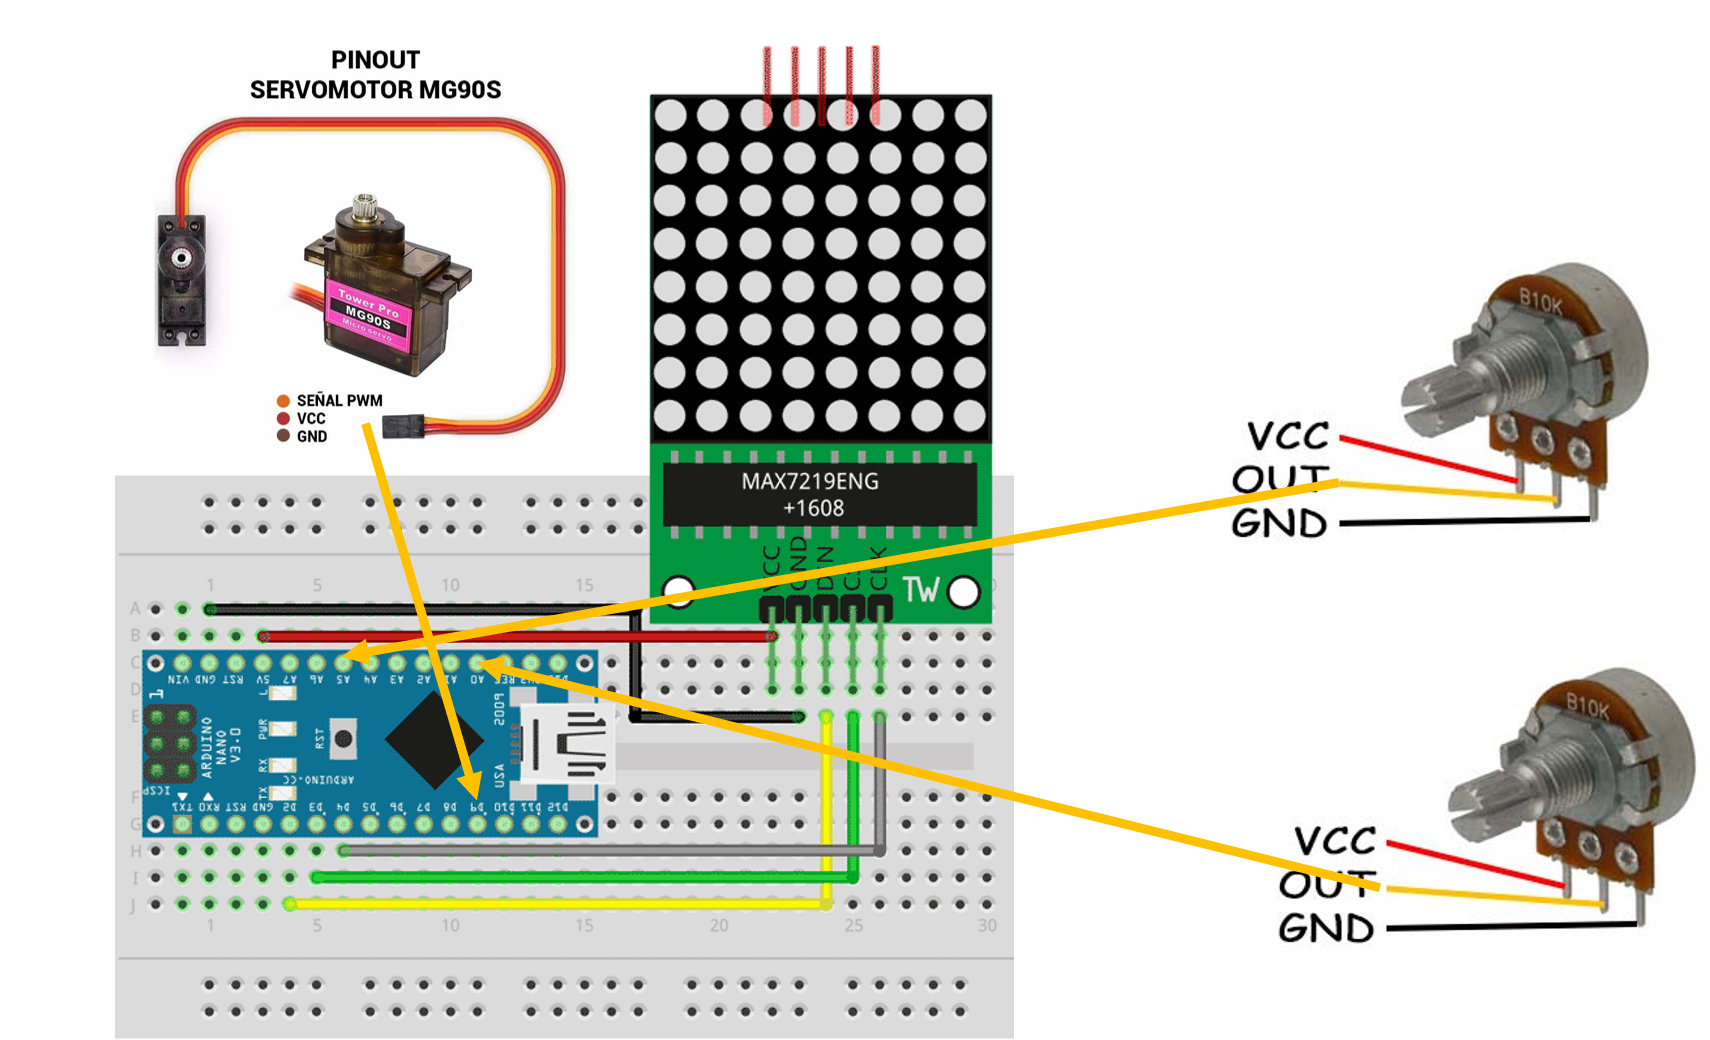 PINOUT
SERVOMOTOR MG90S
Tower Pro
MG90S
Micro servo
SEÑAL PWM
VCC
GND
MAX7219ENG
+1608
VCC
GND
DIN
CLK
TW
B10K
VCC
OUT
GND
B10K
VCC
OUT
GND
1 5 10 15
A
B
C
D
E
F
G
H
I
J
VIN GND RST 5V A7 A6 A5 A4 A3 A2 A1 A0 REF
1
L
PWR
RX
TX
RST
ARDUINO
NANO
V3.0
ARDUINO.CC
2009
USA
ICSP
TX1 RX0 RST GND D2 D3 D4 D5 D6 D7 D8 D9 D10 D11 D12
1 5 10 15 20 25 30